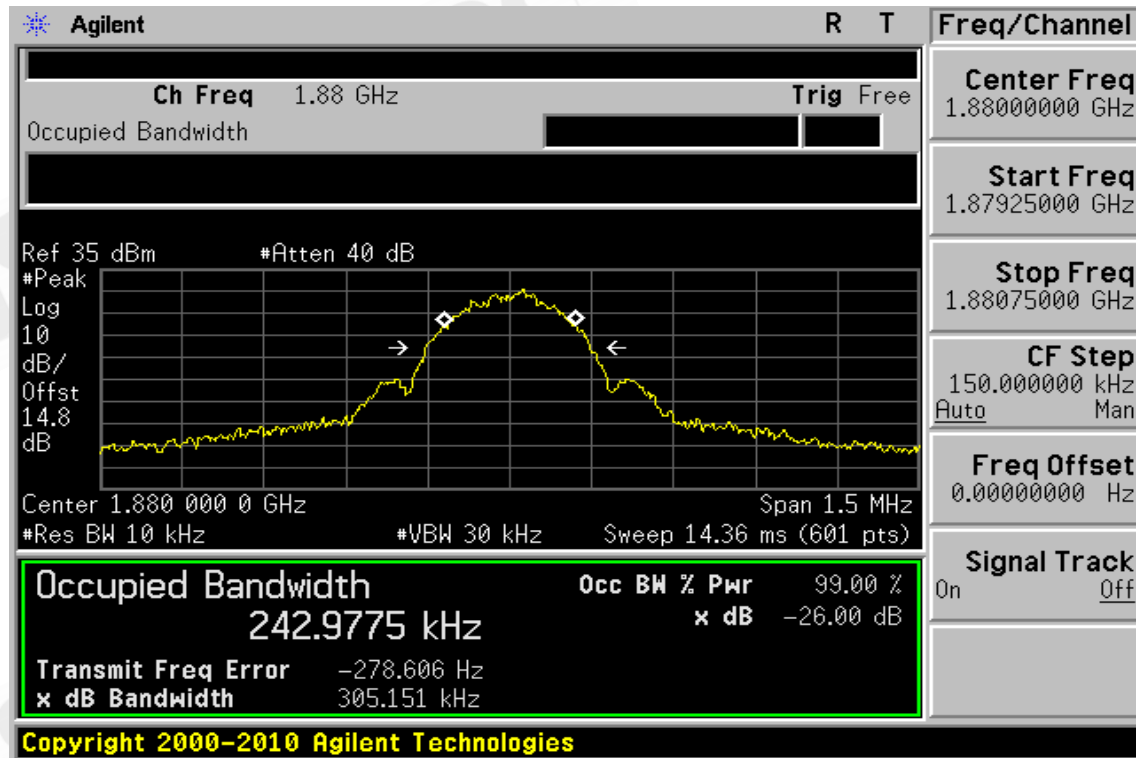 Agilent R T
Freq/Channel
Ch Freq 1.88 GHz Trig Free
Occupied Bandwidth
Center Freq
1.88000000 GHz
Start Freq
1.87925000 GHz
Stop Freq
1.88075000 GHz
CF Step
150.000000 kHz
Auto Man
Freq Offset
0.00000000 Hz
Signal Track
On Off
Ref 35 dBm #Atten 40 dB
#Peak
Log
10
dB/
Offst
14.8
dB
Center 1.880 000 0 GHz Span 1.5 MHz
#Res BW 10 kHz #VBW 30 kHz Sweep 14.36 ms (601 pts)
Occupied Bandwidth
242.9775 kHz
Occ BW % Pwr 99.00 %
x dB -26.00 dB
Transmit Freq Error -278.606 Hz
x dB Bandwidth 305.151 kHz
Copyright 2000-2010 Agilent Technologies